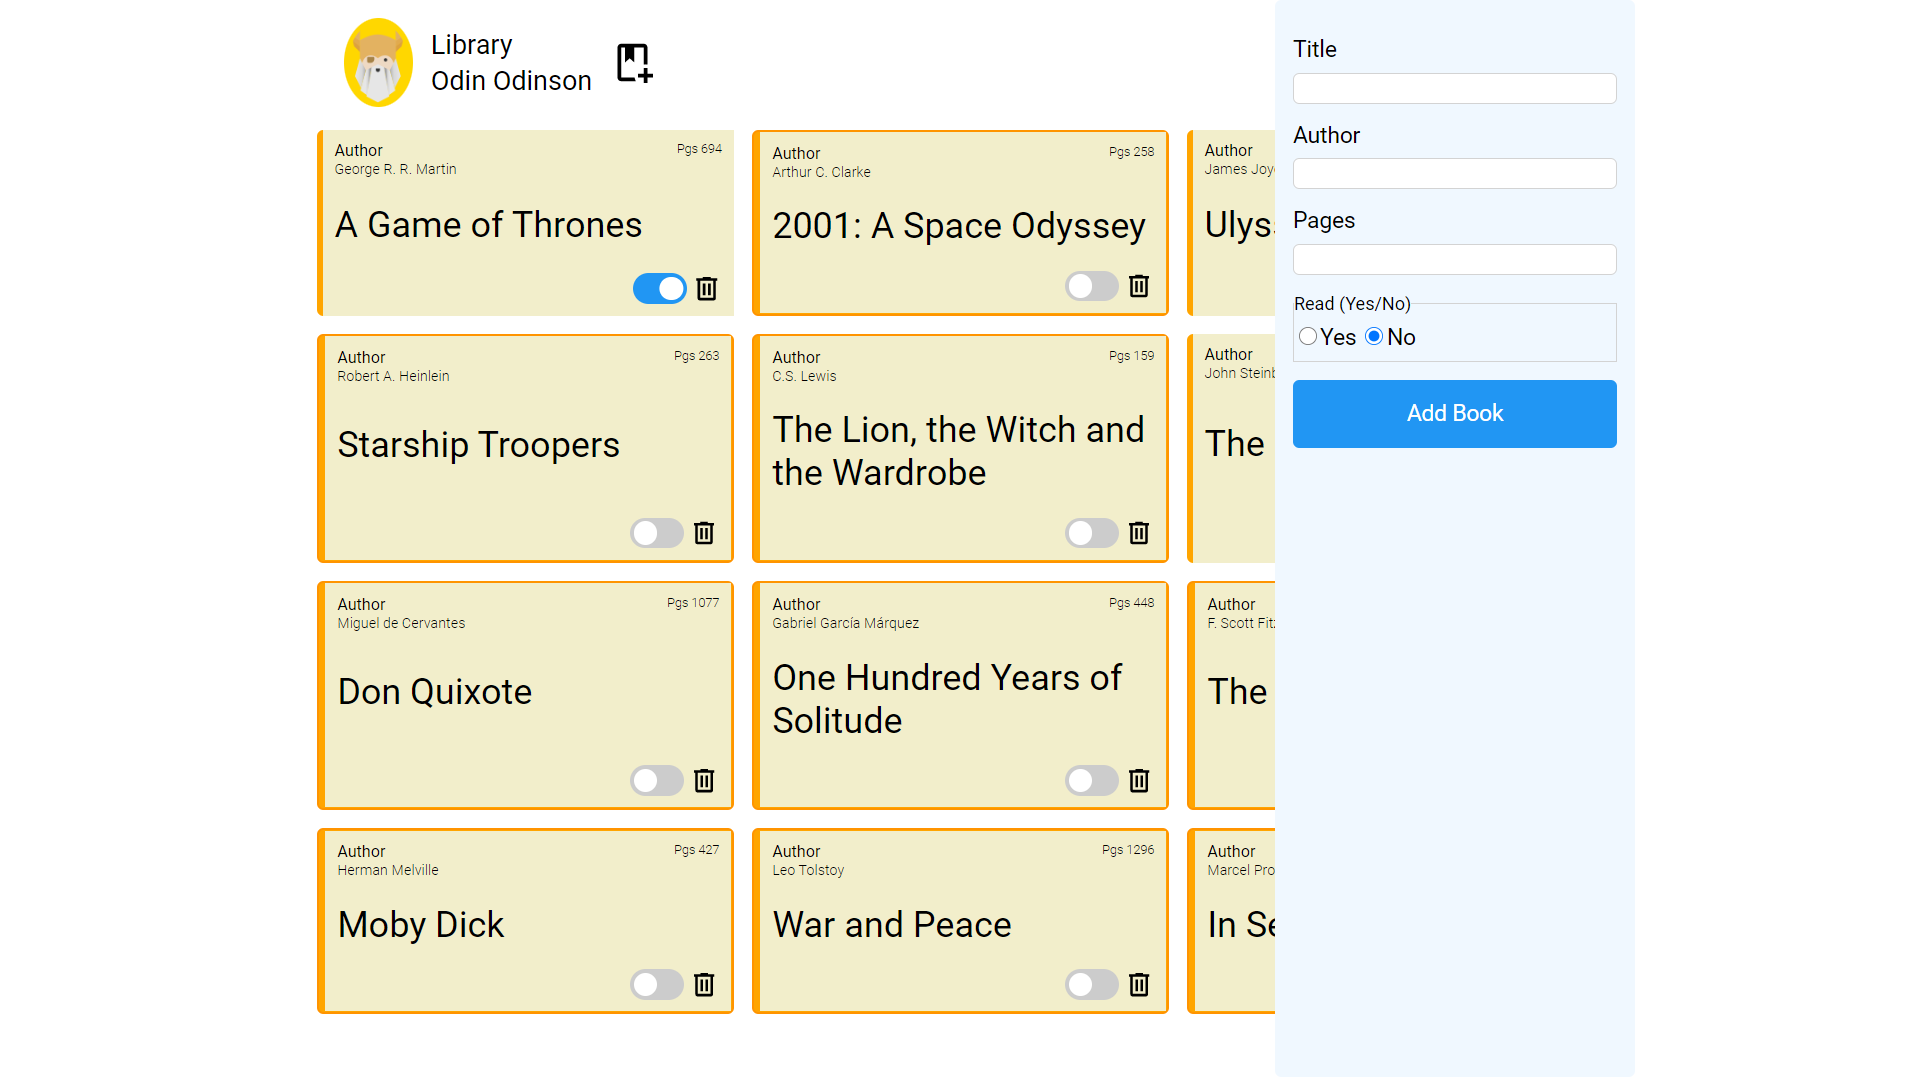 Library
Odin Odinson
Author
George R. R. Martin
Pgs 694
A Game of Thrones
Author
Arthur C. Clarke
Pgs 258
2001: A Space Odyssey
Author
James Joy
Ulys
Author
Robert A. Heinlein
Pgs 263
Starship Troopers
Author
C.S. Lewis
Pgs 159
The Lion, the Witch and
the Wardrobe
Author
John Steinb
The
Author
Miguel de Cervantes
Pgs 1077
Don Quixote
Author
Gabriel García Márquez
Pgs 448
One Hundred Years of
Solitude
Author
F. Scott Fit
The
Author
Herman Melville
Pgs 427
Moby Dick
Author
Leo Tolstoy
Pgs 1296
War and Peace
Author
Marcel Pro
In Se
Title
Author
Pages
Read (Yes/No)
Yes No
Add Book